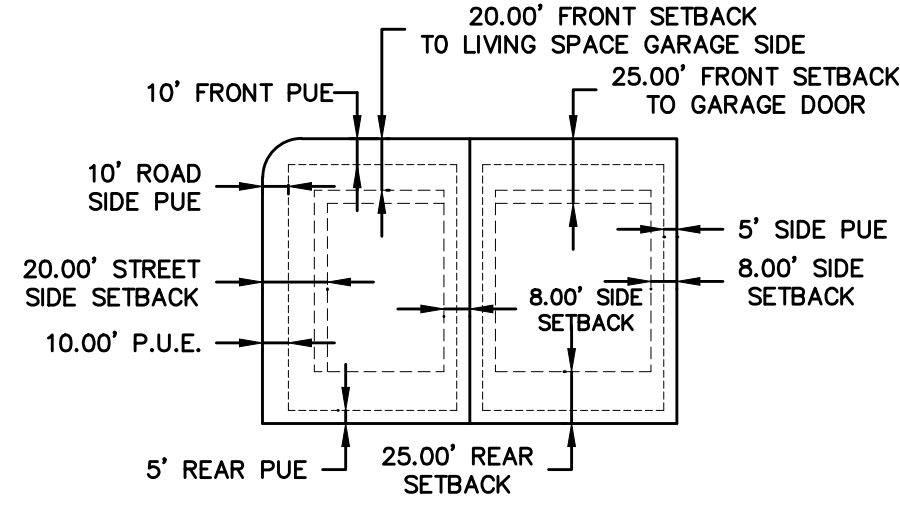 20.00' FRONT SETBACK
TO LIVING SPACE GARAGE SIDE
25.00' FRONT SETBACK
TO GARAGE DOOR
10' FRONT PUE
10' ROAD
SIDE PUE
5' SIDE PUE
20.00' STREET
SIDE SETBACK
8.00' SIDE
SETBACK
8.00' SIDE
SETBACK
10.00' P.U.E.
5' REAR PUE
25.00' REAR
SETBACK